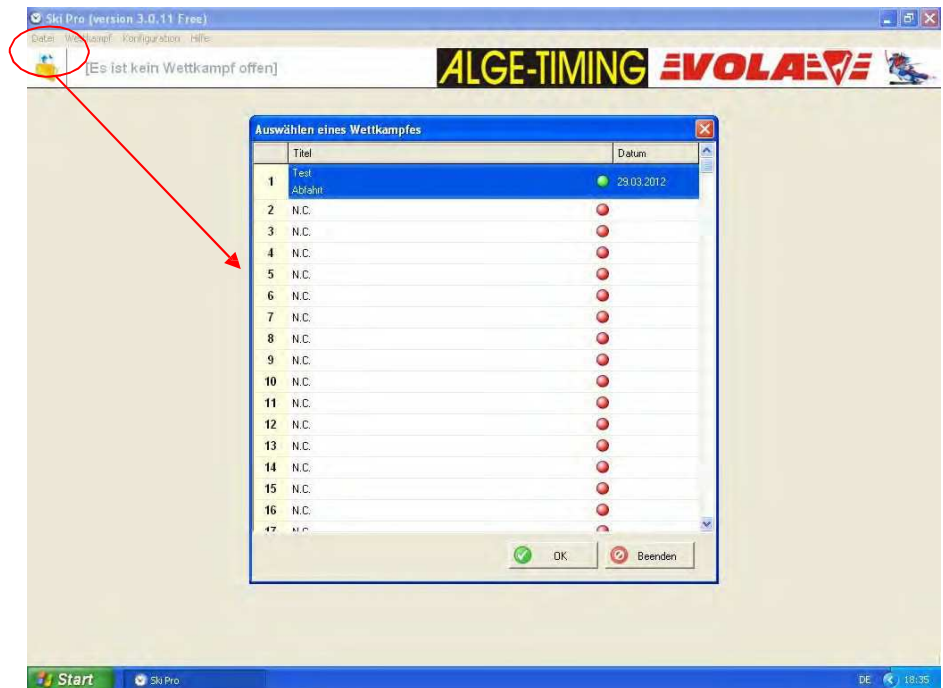 Ski Pro (version 3.0.11 Free)
Datei Wettkampf Konfiguration Hilfe
[Es ist kein Wettkampf offen]
ALGE-TIMING VOLA
Auswählen eines Wettkampfes
Titel Datum
1 Test 29.03.2012
Abfahrt
2 N.C.
3 N.C.
4 N.C.
5 N.C.
6 N.C.
7 N.C.
8 N.C.
9 N.C.
10 N.C.
11 N.C.
12 N.C.
13 N.C.
14 N.C.
15 N.C.
16 N.C.
17 N.C.
OK Beenden
Start Ski Pro DE 18:35